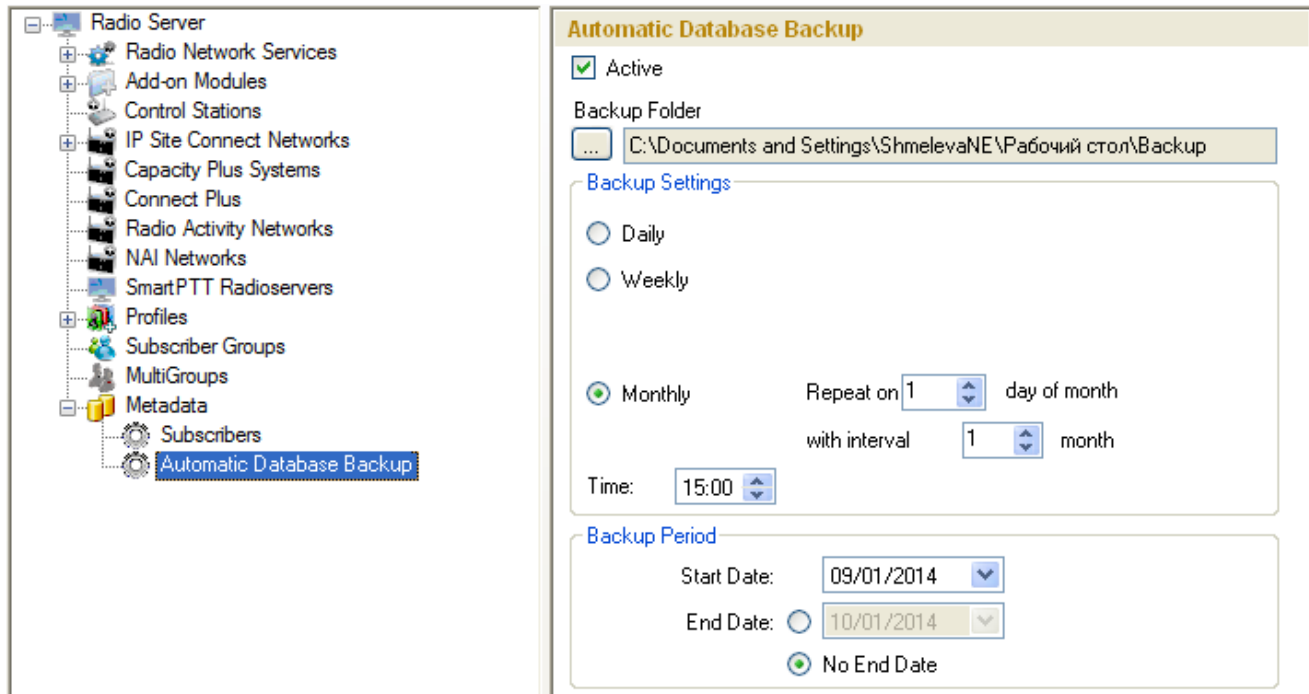 Radio Server
Radio Network Services
Add-on Modules
Control Stations
IP Site Connect Networks
Capacity Plus Systems
Connect Plus
Radio Activity Networks
NAI Networks
SmartPTT Radioservers
Profiles
Subscriber Groups
MultiGroups
Metadata
Subscribers
Automatic Database Backup
Automatic Database Backup
Active
Backup Folder
... C:\Documents and Settings\ShmelevaNE\Рабочий стол\Backup
Backup Settings
Daily
Weekly
Monthly Repeat on 1 day of month
with interval 1 month
Time: 15:00
Backup Period
Start Date: 09/01/2014
End Date: 10/01/2014
No End Date